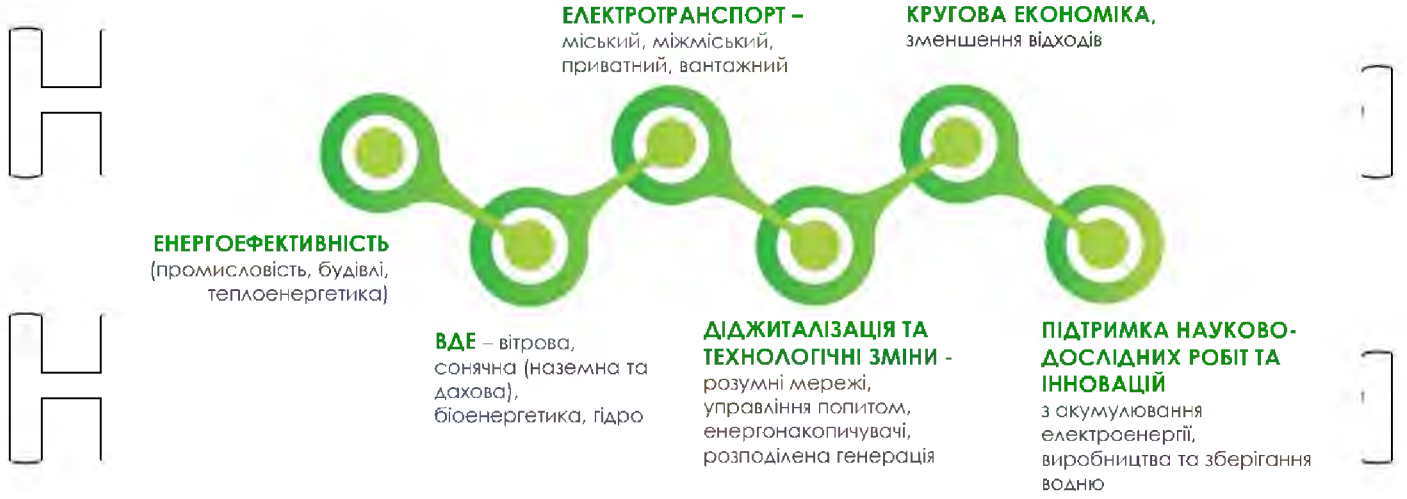 ЕЛЕКТРОТРАНСПОРТ –
міський, міжміський,
приватний, вантажний
КРУГОВА ЕКОНОМІКА,
зменшення відходів
ЕНЕРГОЕФЕКТИВНІСТЬ
(промисловість, будівлі,
теплоенергетика)
ВДЕ – вітрова,
сонячна (наземна та
дахова),
біоенергетика, гідро
ДІДЖИТАЛІЗАЦІЯ ТА
ТЕХНОЛОГІЧНІ ЗМІНИ -
розумні мережі,
управління попитом,
енергонакопичувачі,
розподілена генерація
ПІДТРИМКА НАУКОВО-
ДОСЛІДНИХ РОБІТ ТА
ІННОВАЦІЙ
з акумулювання
електроенергії,
виробництва та зберігання
водню